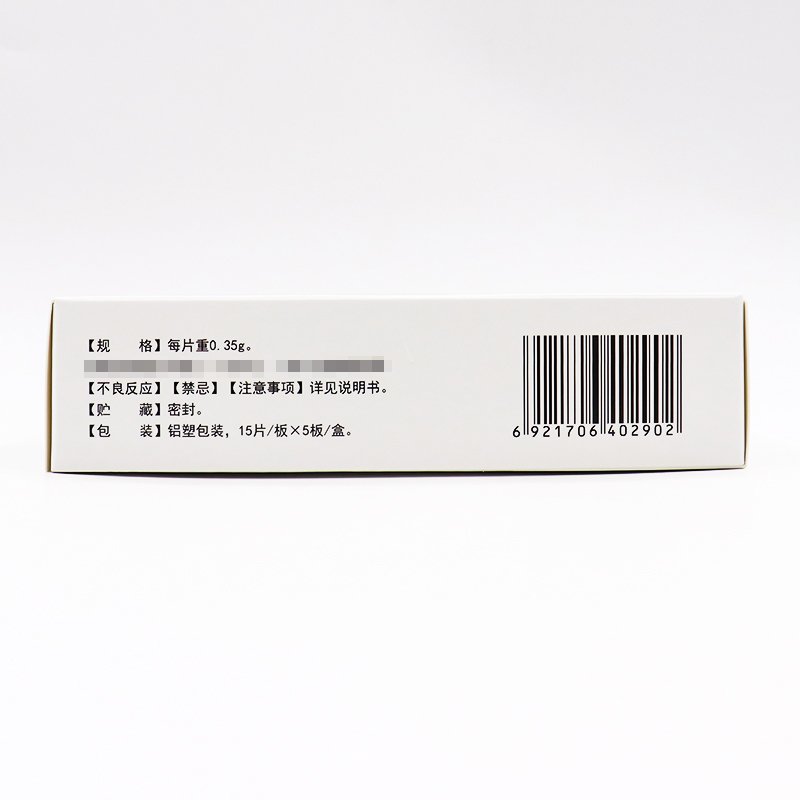 【规　格】每片重0.35g。
【不良反应】【禁忌】【注意事项】详见说明书。
【贮　藏】密封。
【包　装】铝塑包装，15片/板×5板/盒。
6 921706 402902